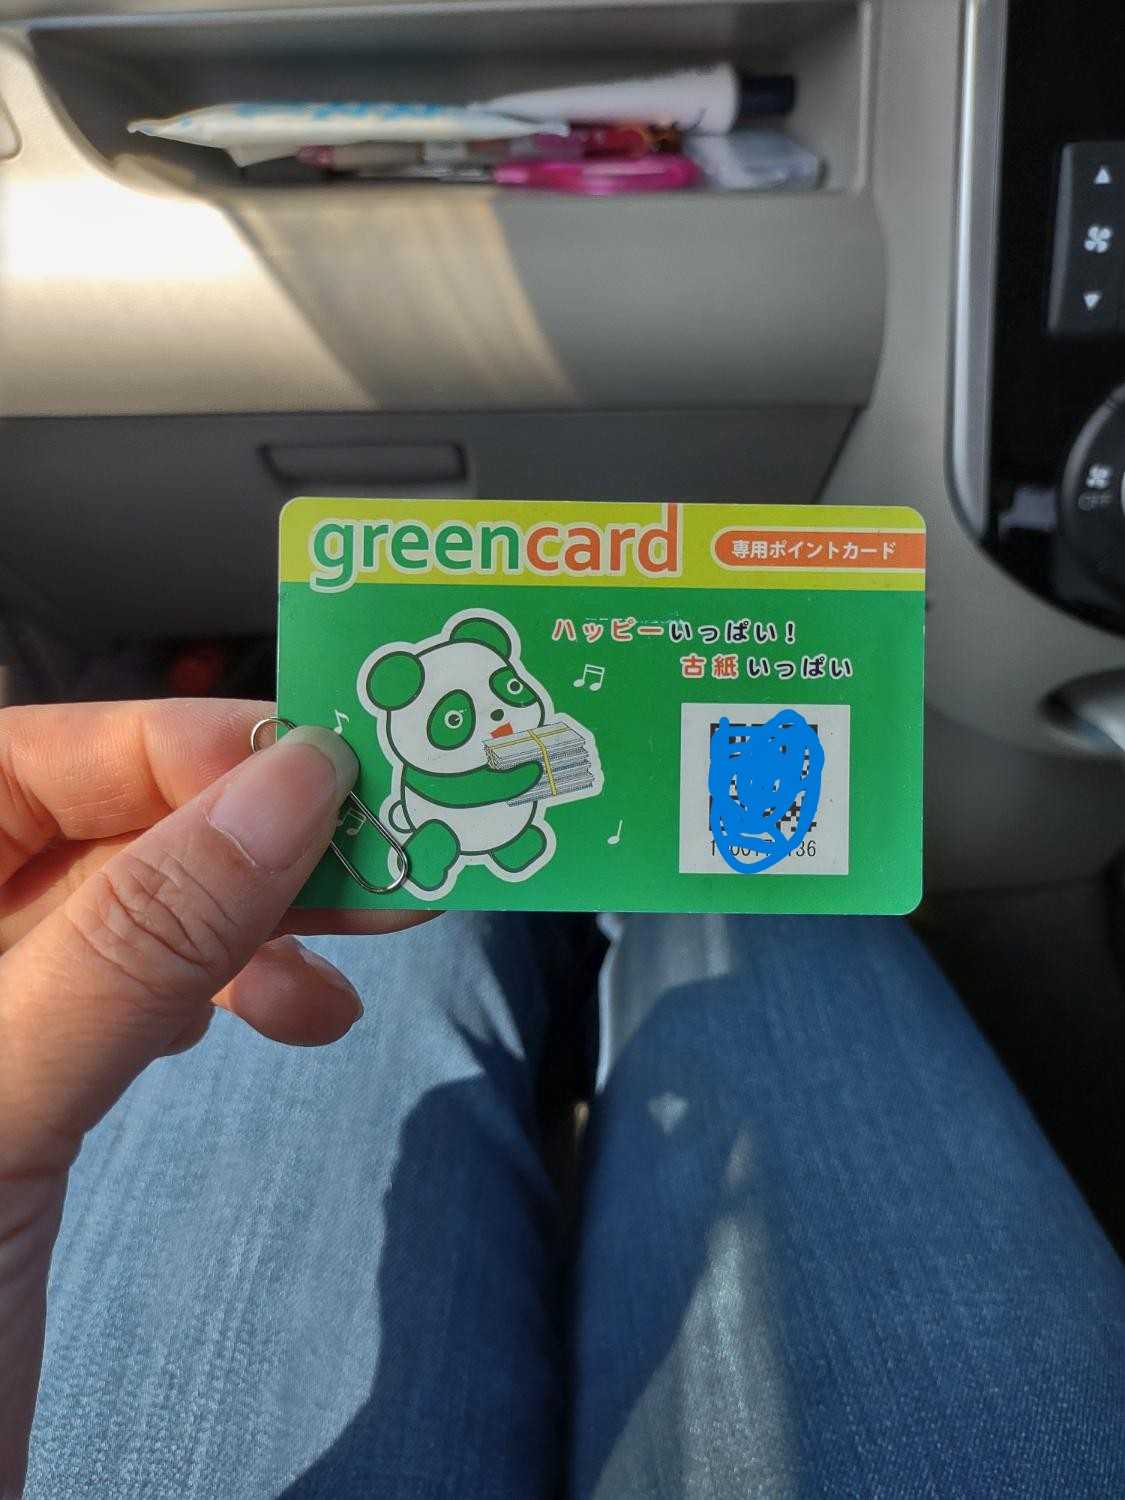 greencard
専用ポイントカード
ハッピーいっぱい！
古紙いっぱい
OFF